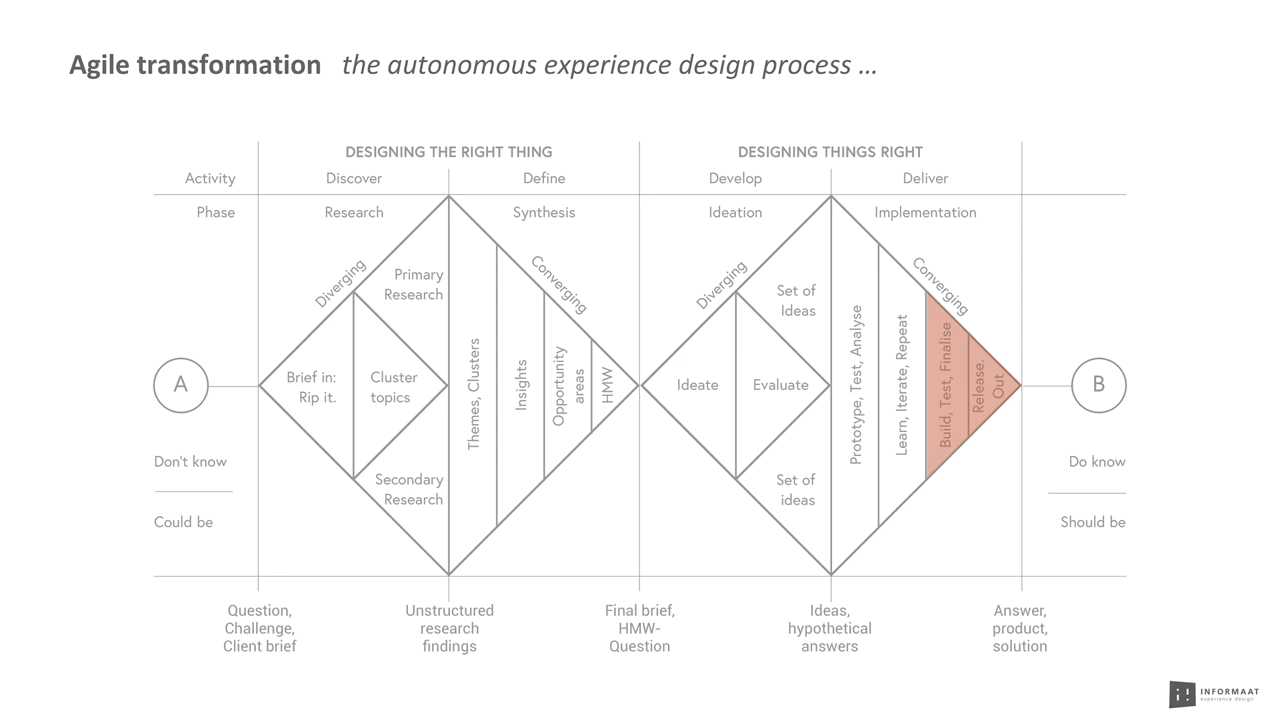 Agile transformation the autonomous experience design process ...
DESIGNING THE RIGHT THING
DESIGNING THINGS RIGHT
Activity
Discover
Define
Develop
Deliver
Phase
Research
Synthesis
Ideation
Implementation
Diverging
Primary
Research
Converging
Diverging
Set of
Ideas
Converging
A
Brief in:
Rip it.
Cluster
topics
Themes, Clusters
Insights
Opportunity
areas
HMW
Ideate
Evaluate
Prototype, Test, Analyse
Learn, Iterate, Repeat
Build, Test, Finalise
Release.
Out
B
Don't know
Could be
Secondary
Research
Set of
ideas
Do know
Should be
Question,
Challenge,
Client brief
Unstructured
research
findings
Final brief,
HMW-
Question
Ideas,
hypothetical
answers
Answer,
product,
solution
i!
INFORMAAT
experience design